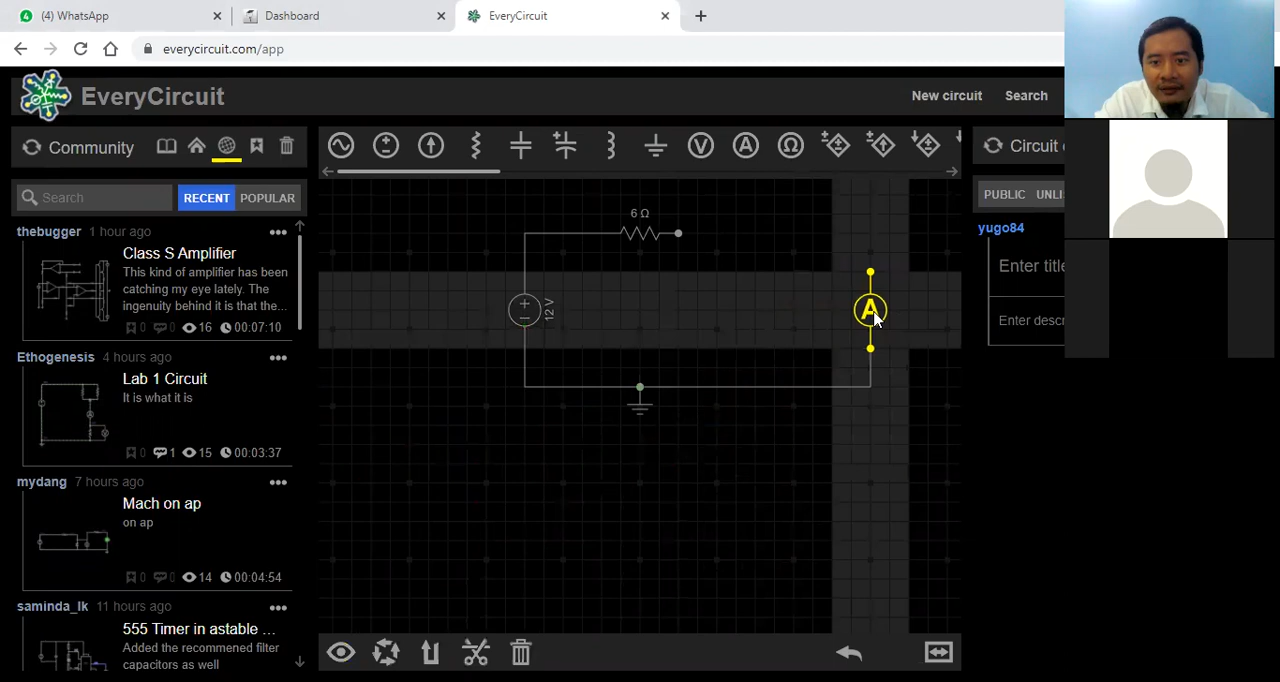 (4) WhatsApp
Dashboard
EveryCircuit
everycircuit.com/app
EveryCircuit
New circuit
Search
Community
Search
RECENT
POPULAR
thebugger 1 hour ago
Class S Amplifier
This kind of amplifier has been
catching my eye lately. The
ingenuity behind it is that the...
0 0 16 00:07:10
Ethogenesis 4 hours ago
Lab 1 Circuit
It is what it is
0 1 15 00:03:37
mydang 7 hours ago
Mach on ap
on ap
0 0 14 00:04:54
saminda_lk 11 hours ago
555 Timer in astable ...
Added the recommened filter
capacitors as well
V
A
Ω
6 Ω
12 V
A
Circuit
PUBLIC
UNLI
yugo84
Enter title
Enter descr